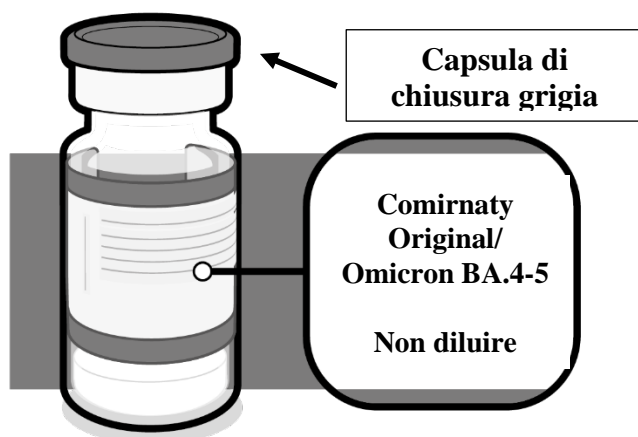 Capsula di
chiusura grigia
Comirnaty
Original/
Omicron BA.4-5
Non diluire